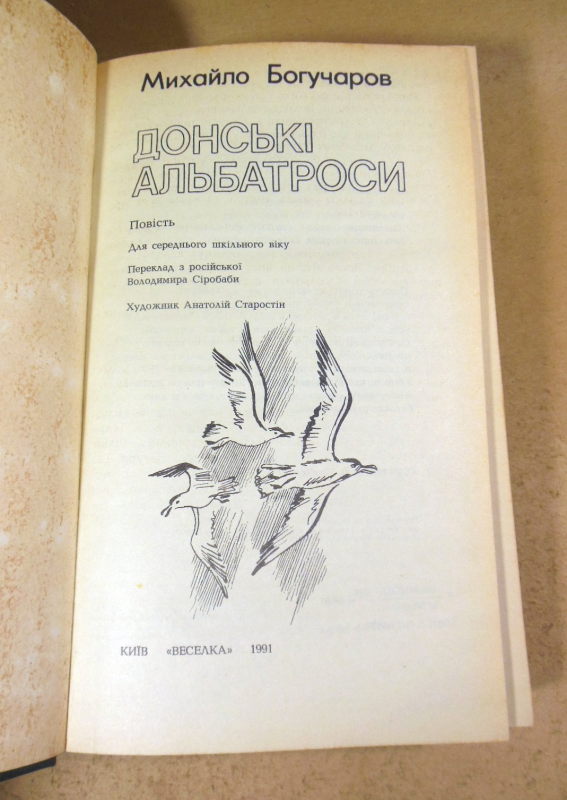 Михайло Богучаров
ДОНСЬКІ
АЛЬБАТРОСИ
Повість
Для середнього шкільного віку
Переклад з російської
Володимира Сіробаби
Художник Анатолій Старостін
КИЇВ «ВЕСЕЛКА» 1991